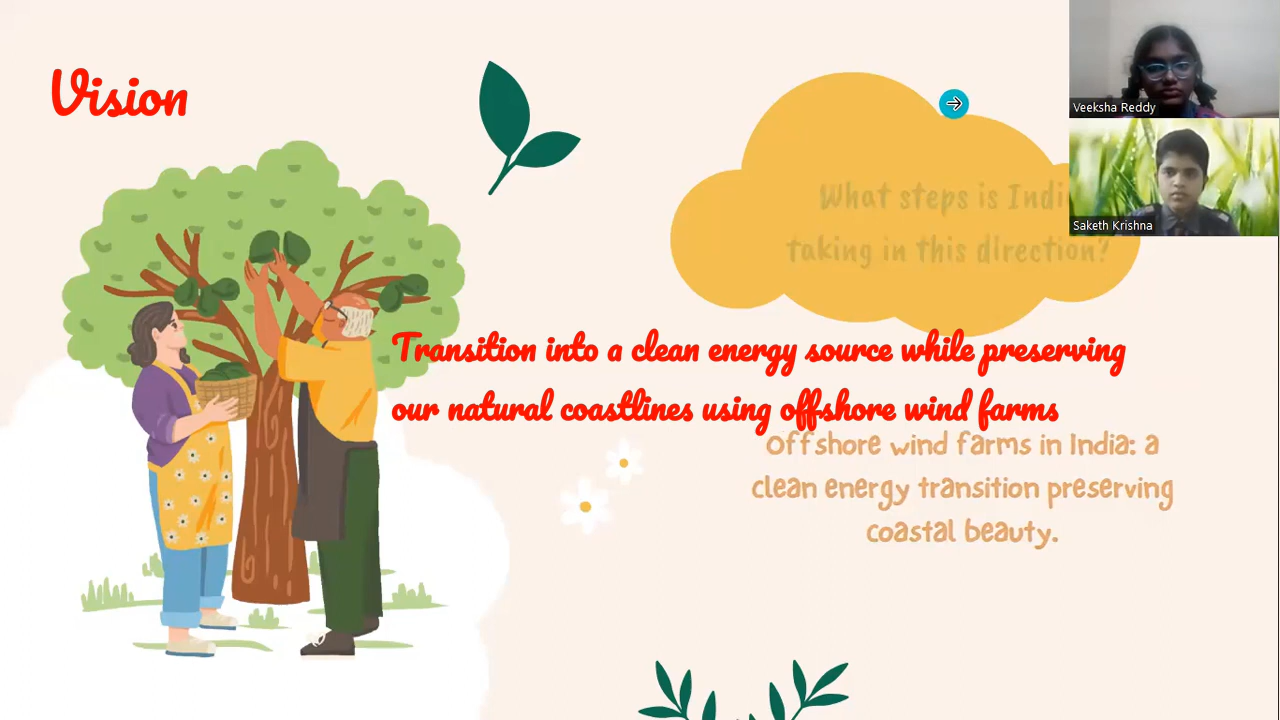 Vision
Veeksha Reddy
What steps is Indi
Saketh Krishna
taking in this direction?
Transition into a clean energy source while preserving
our natural coastlines using offshore wind farms
Offshore wind farms in India: a
clean energy transition preserving
coastal beauty.